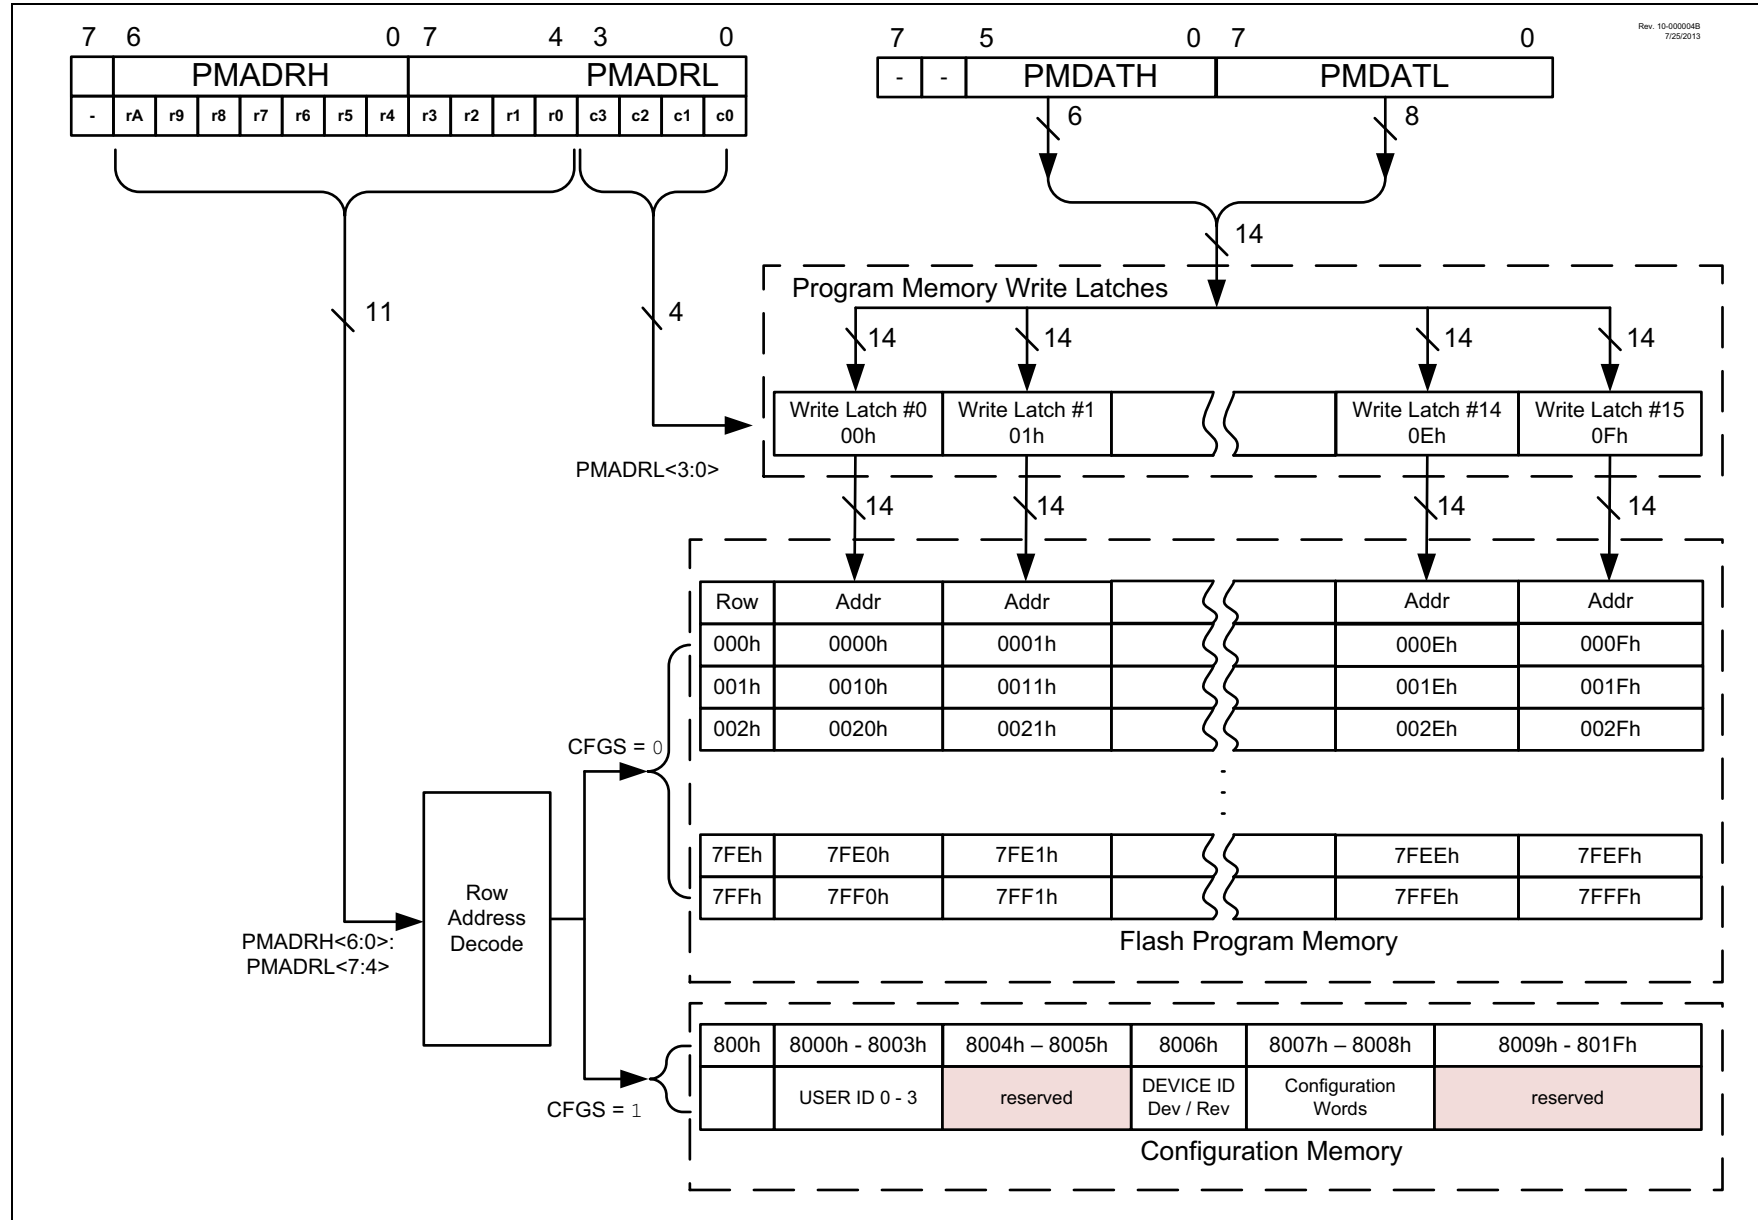 Rev. 10-000004B
7/25/2013
7 6 0 7 4 3 0
PMADRH PMADRL
- rA r9 r8 r7 r6 r5 r4 r3 r2 r1 r0 c3 c2 c1 c0
7 5 0 7 0
- - PMDATH PMDATL
6 8
14
11
4
Program Memory Write Latches
14 14 14 14
Write Latch #0
00h
Write Latch #1
01h
Write Latch #14
0Eh
Write Latch #15
0Fh
PMADRL<3:0>
14 14 14 14
Row Addr Addr Addr Addr
000h 0000h 0001h 000Eh 000Fh
001h 0010h 0011h 001Eh 001Fh
002h 0020h 0021h 002Eh 002Fh
CFGS = 0
7FEh 7FE0h 7FE1h 7FEEh 7FEFh
7FFh 7FF0h 7FF1h 7FFEh 7FFFh
Flash Program Memory
Row
Address
Decode
PMADRH<6:0>:
PMADRL<7:4>
800h 8000h - 8003h 8004h – 8005h 8006h 8007h – 8008h 8009h - 801Fh
USER ID 0 - 3
reserved
DEVICE ID
Dev / Rev
Configuration
Words
reserved
CFGS = 1
Configuration Memory